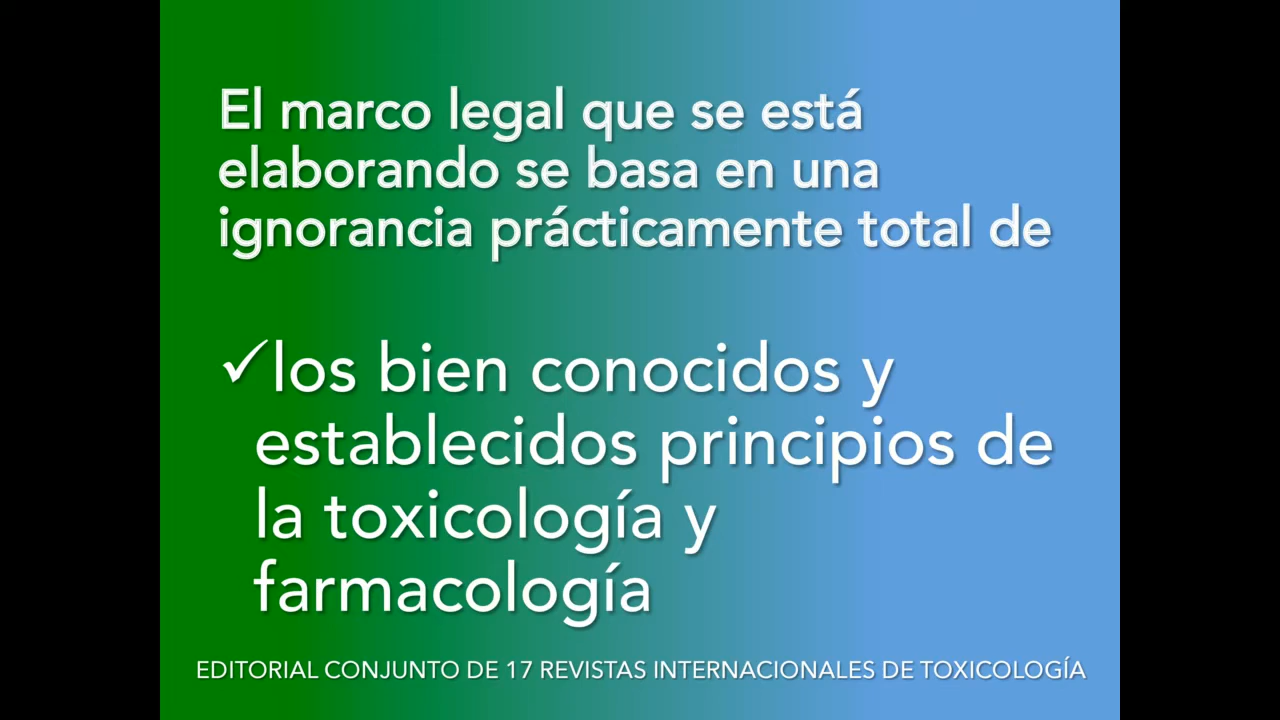 El marco legal que se está
elaborando se basa en una
ignorancia prácticamente total de
✓los bien conocidos y
establecidos principios de
la toxicología y
farmacología
EDITORIAL CONJUNTO DE 17 REVISTAS INTERNACIONALES DE TOXICOLOGÍA